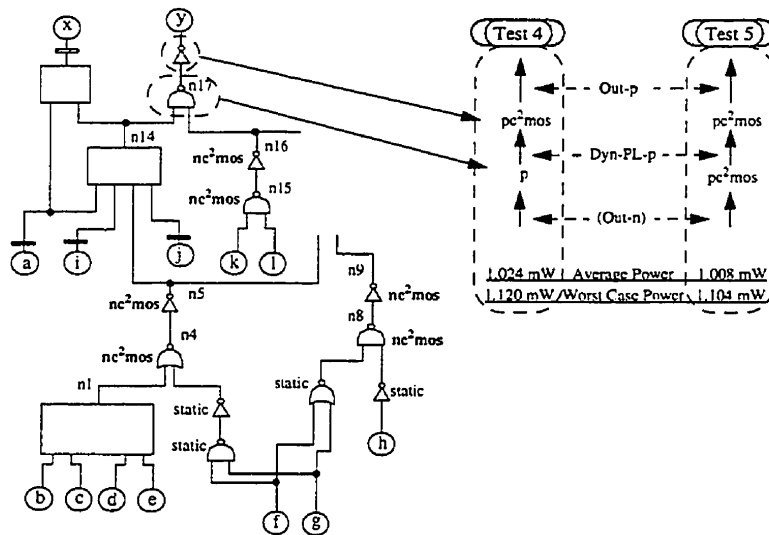 x
y
n17
n14
n16
nc²mos
n15
nc²mos
a
i
j
k
l
n9
n5
nc²mos
nc²mos
n8
n4
nc²mos
nc²mos
n1
static
static
static
static
h
b
c
d
e
f
g
Test 4
Test 5
Out-p
pc²mos
pc²mos
Dyn-PL-p
p
pc²mos
(Out-n)
1.024 mW Average Power 1.008 mW
1.120 mW Worst Case Power 1.104 mW